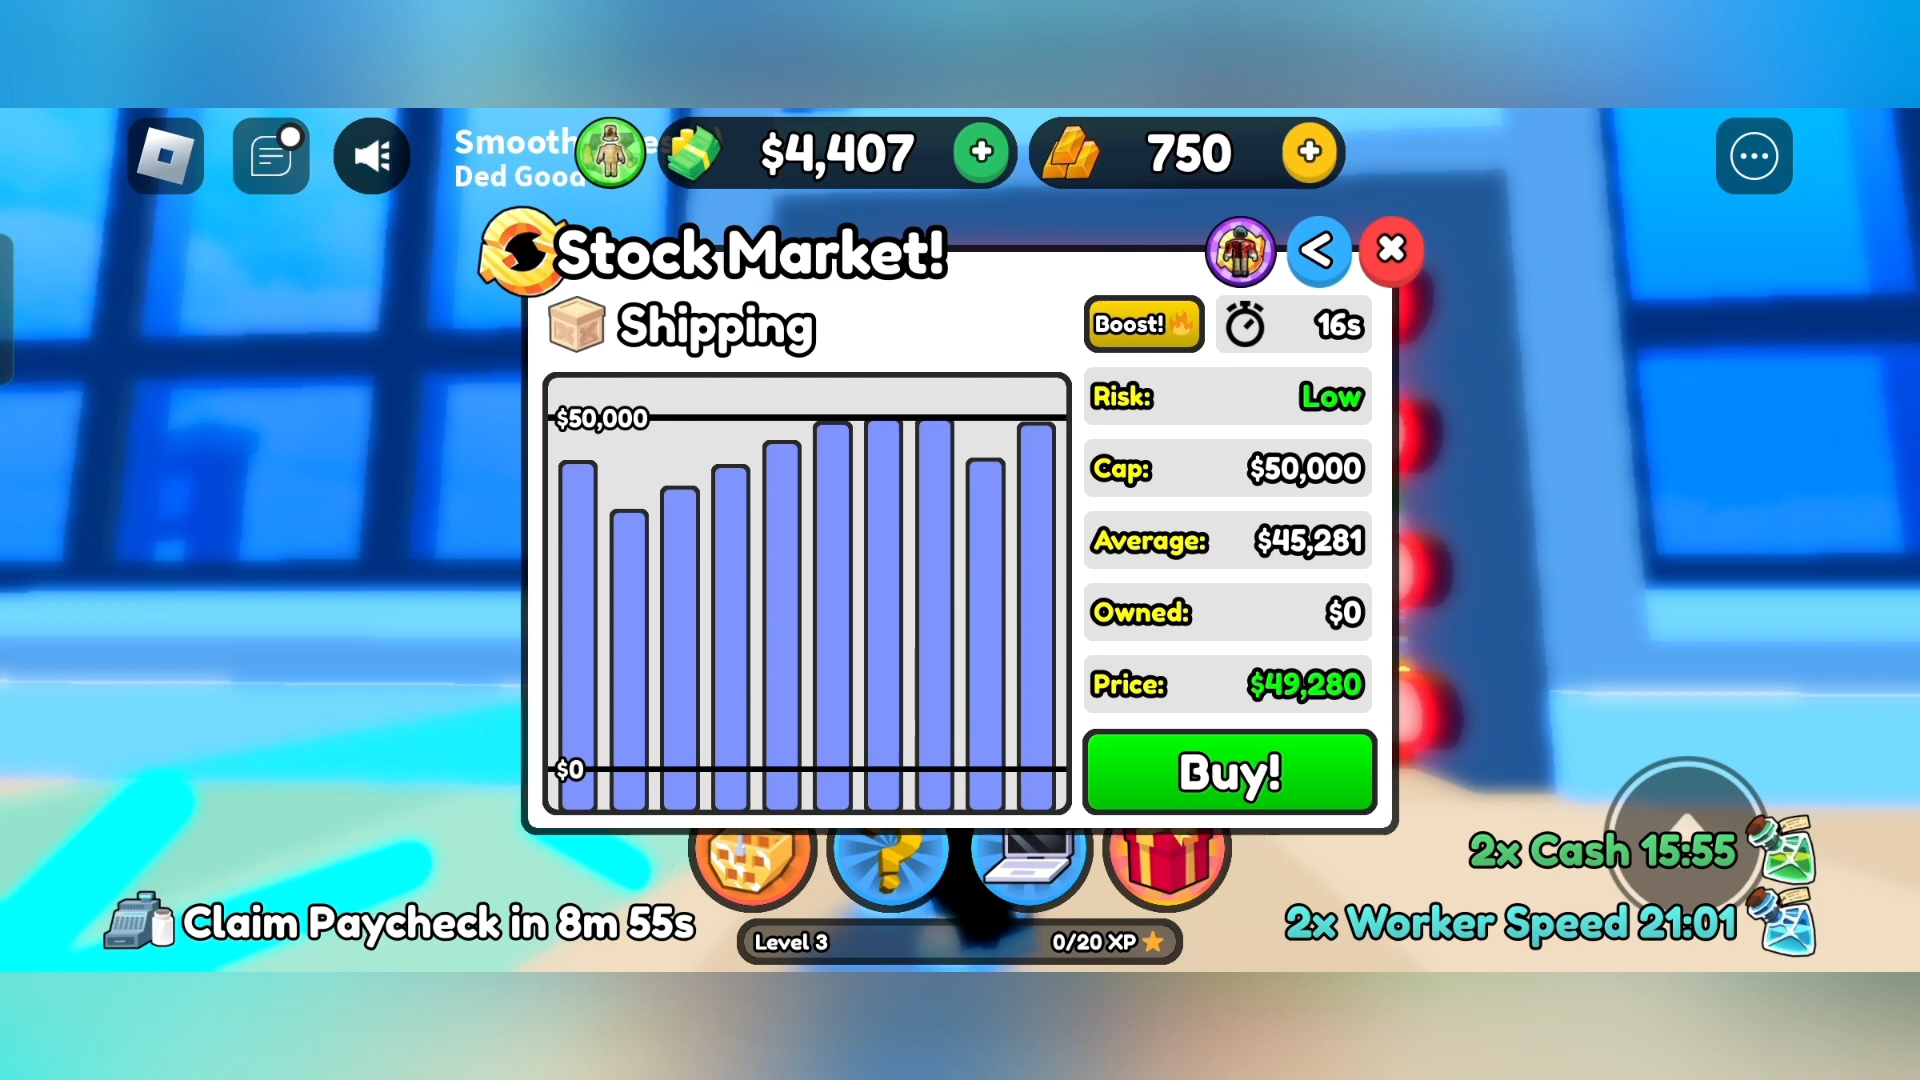 Smooth
Ded Good
$4,407
750
Stock Market!
Shipping
Boost!
16s
$50,000
$0
Risk: Low
Cap: $50,000
Average: $45,281
Owned: $0
Price: $49,280
Buy!
2x Cash 15:55
Claim Paycheck in 8m 55s
2x Worker Speed 21:01
Level 3
0/20 XP